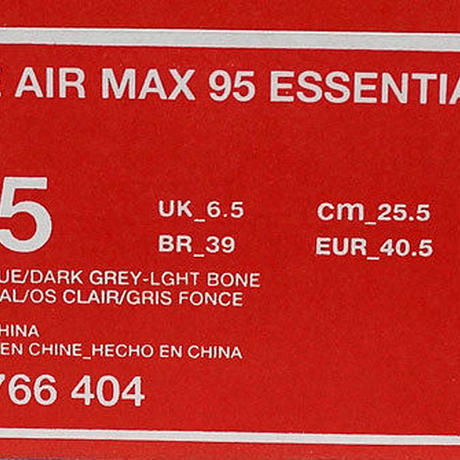 E AIR MAX 95 ESSENTIA
5
UK_6.5 cm_25.5
BR_39 EUR_40.5
UE/DARK GREY-LGHT BONE
AL/OS CLAIR/GRIS FONCE
HINA
EN CHINE_HECHO EN CHINA
766 404